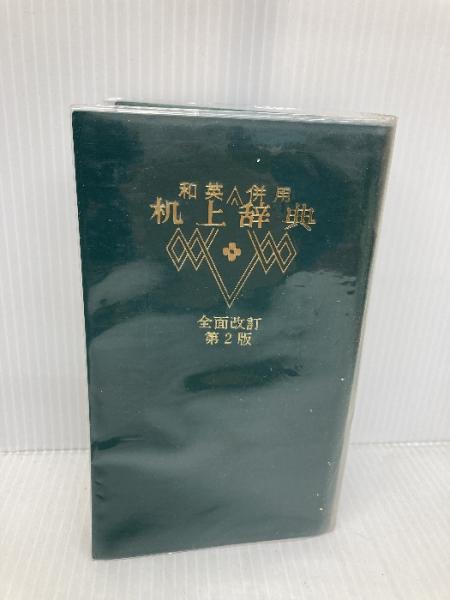 和英併用
机上辞典
全面改訂
第2版